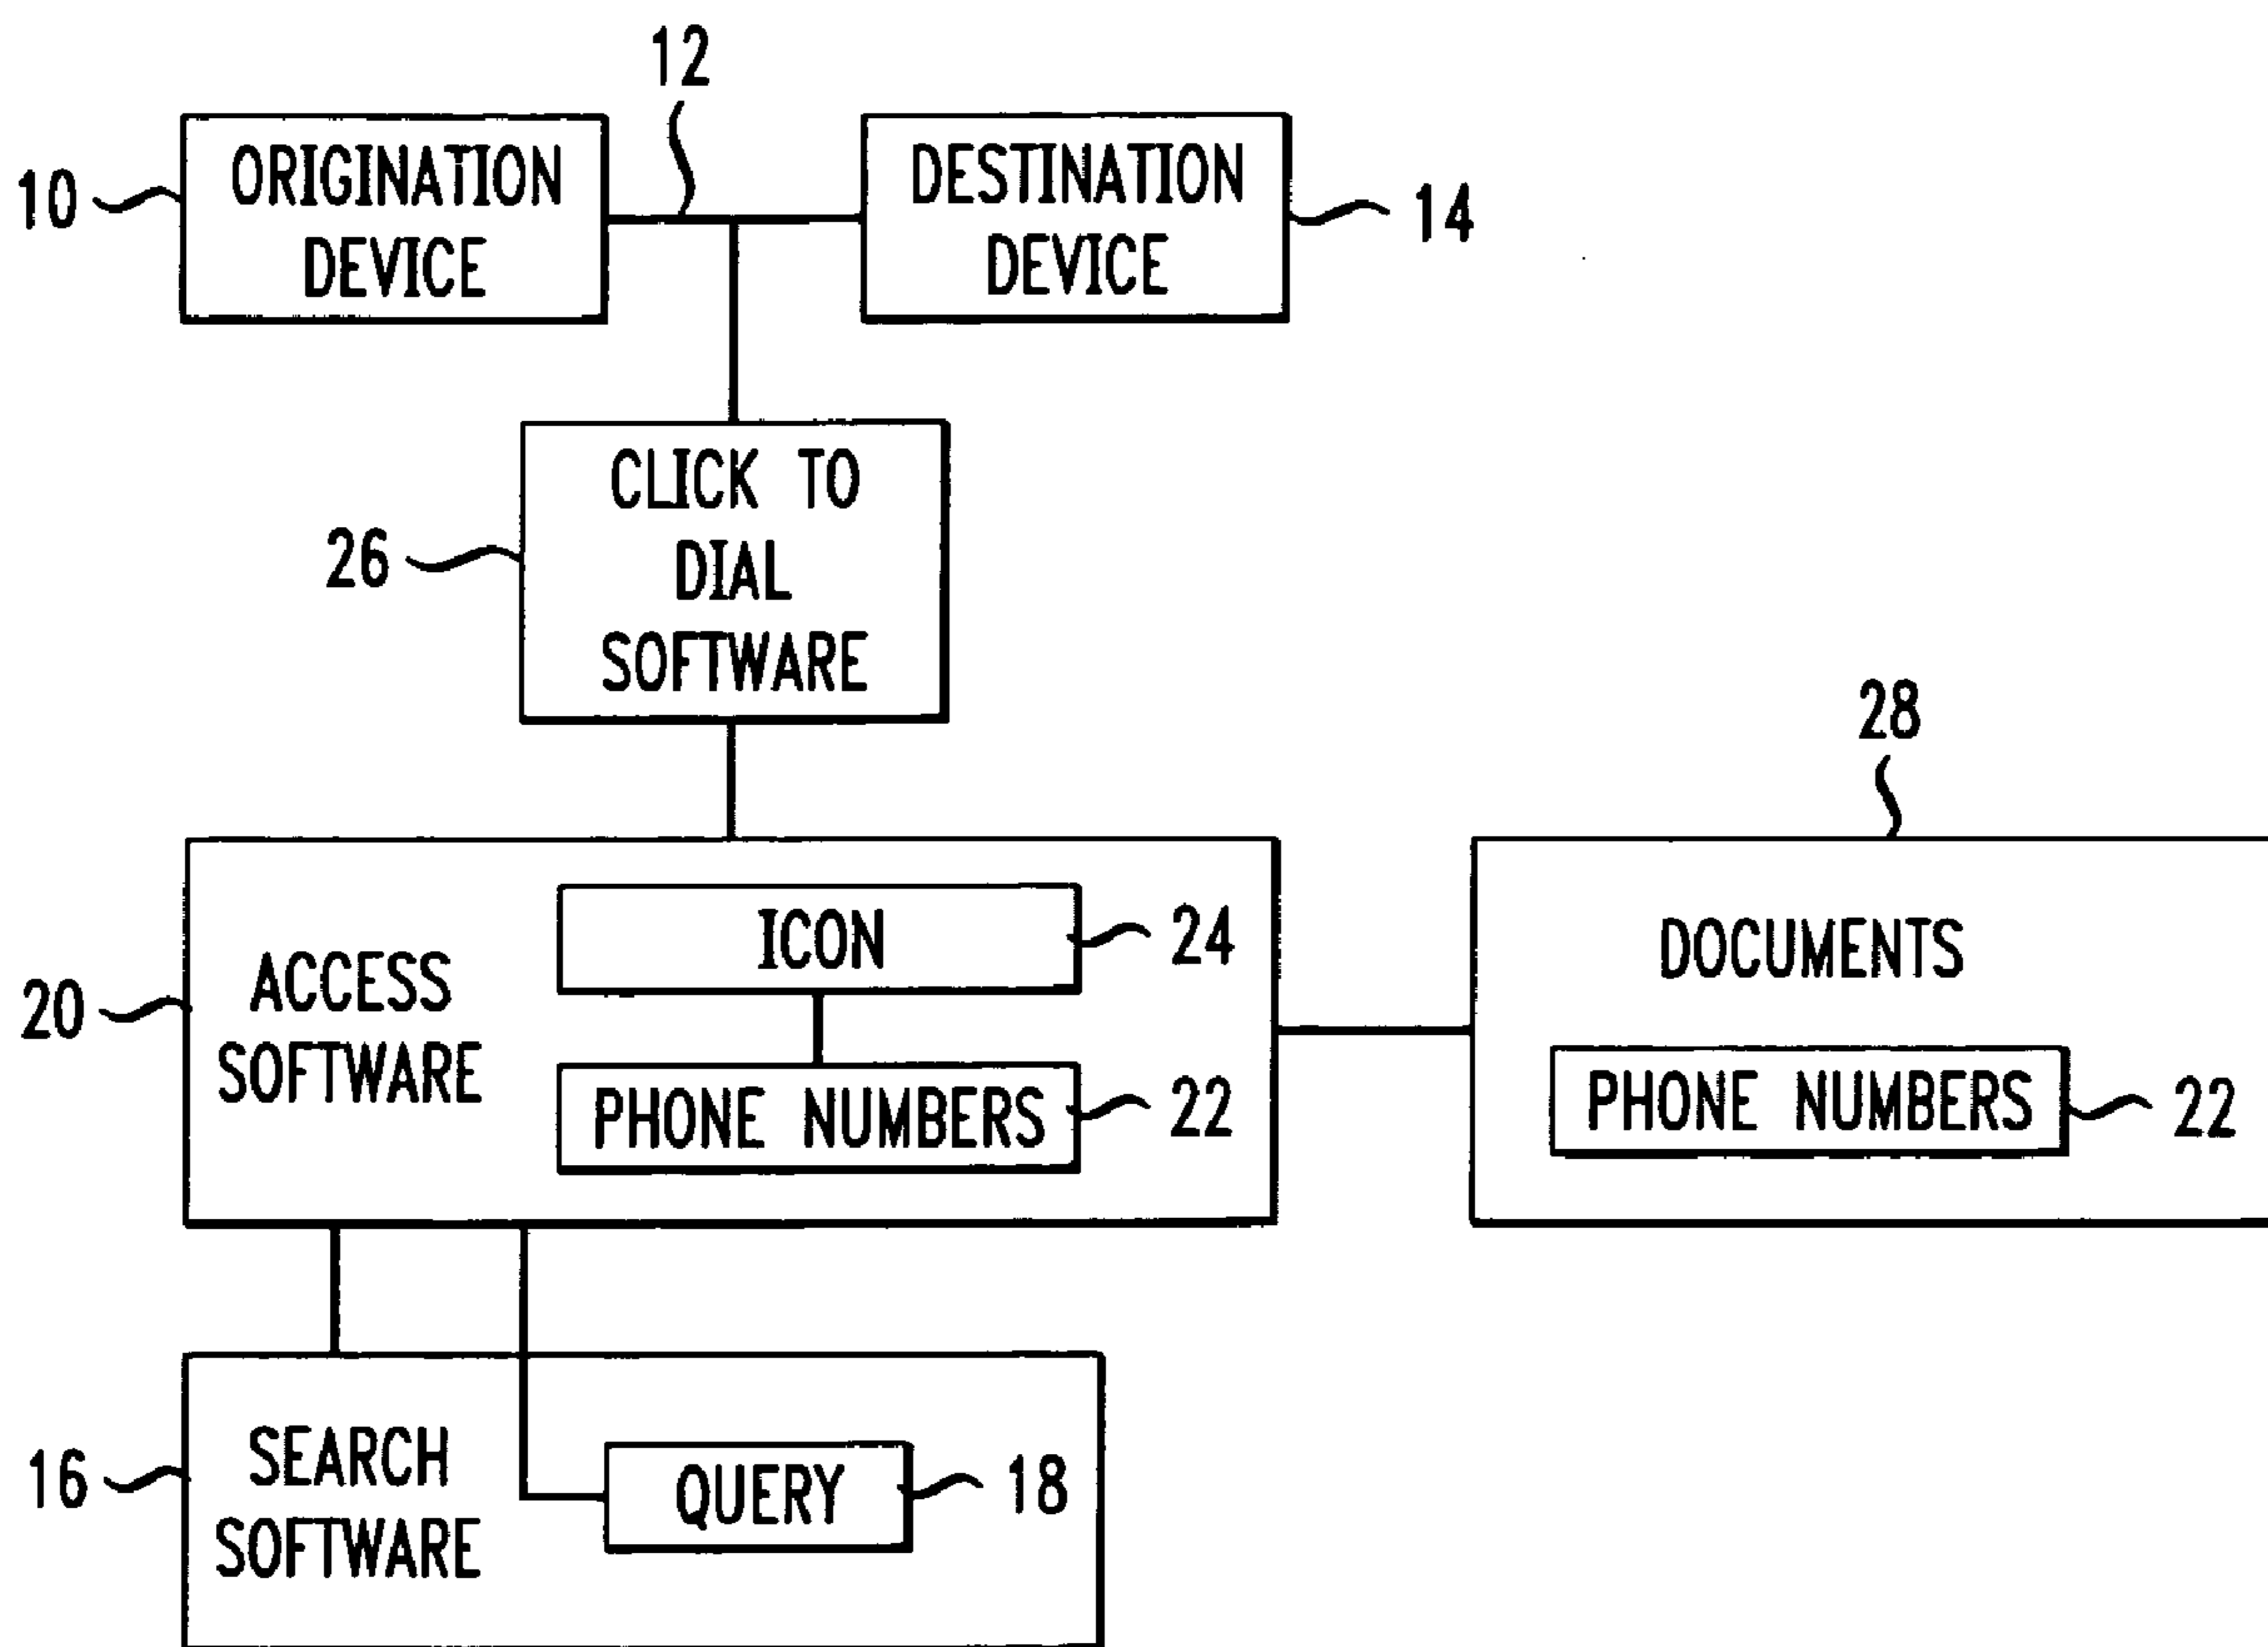 12
10
ORIGINATION
DEVICE
DESTINATION
DEVICE
14
26
CLICK TO
DIAL
SOFTWARE
28
20
ACCESS
SOFTWARE
ICON
24
PHONE NUMBERS
22
DOCUMENTS
PHONE NUMBERS
22
16
SEARCH
SOFTWARE
QUERY
18